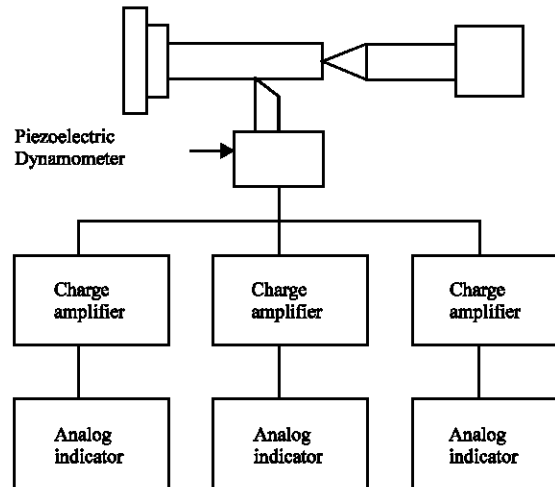 Piezoelectric
Dynamometer
Charge
amplifier
Charge
amplifier
Charge
amplifier
Analog
indicator
Analog
indicator
Analog
indicator